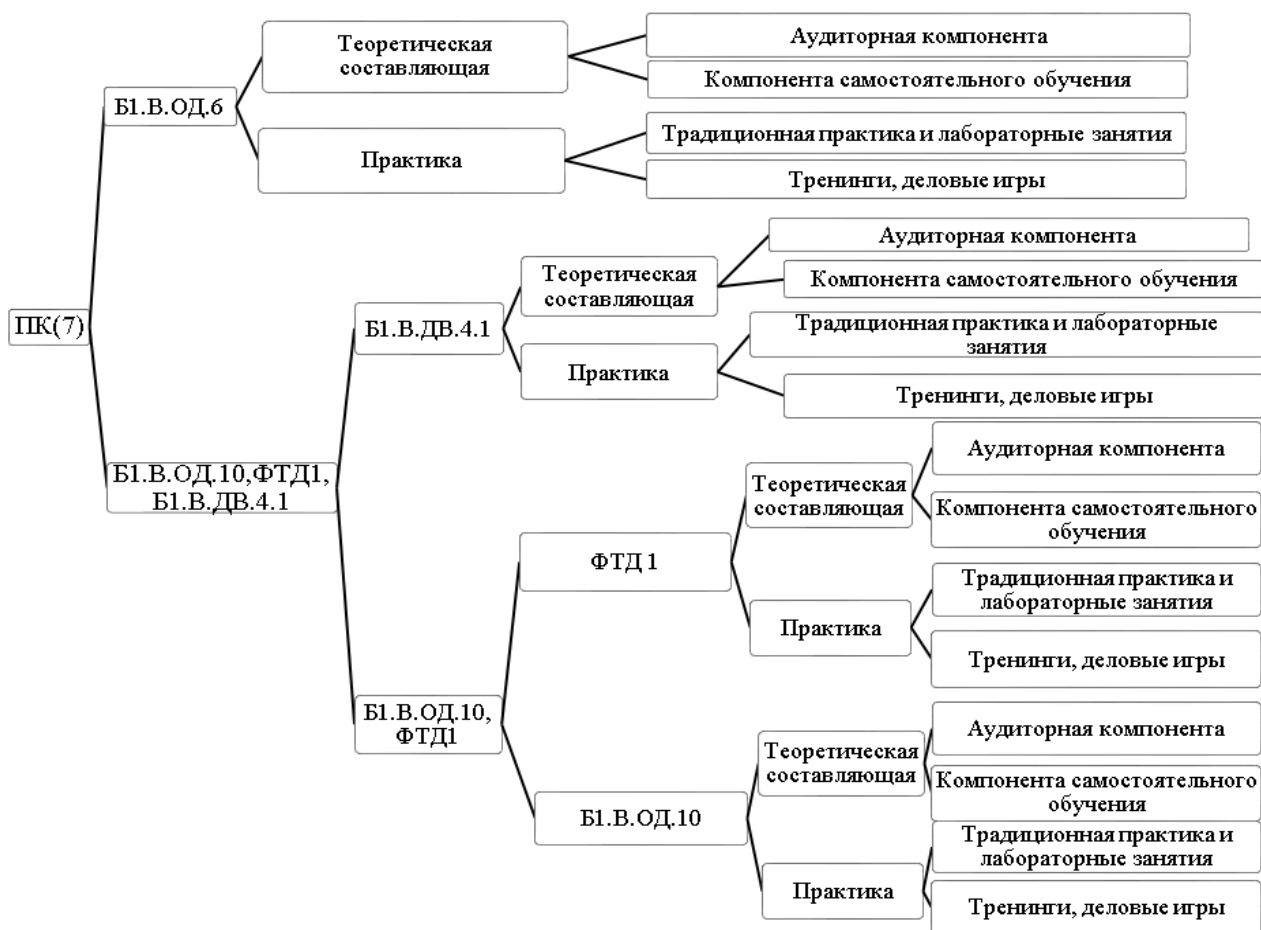 Теоретическая
составляющая
Аудиторная компонента
Компонента самостоятельного обучения
Б1.В.ОД.6
Практика
Традиционная практика и лабораторные занятия
Тренинги, деловые игры
ПК(7)
Б1.В.ДВ.4.1
Теоретическая
составляющая
Аудиторная компонента
Компонента самостоятельного обучения
Практика
Традиционная практика и лабораторные
занятия
Тренинги, деловые игры
Б1.В.ОД.10,ФТД1,
Б1.В.ДВ.4.1
ФТД 1
Теоретическая
составляющая
Аудиторная компонента
Компонента самостоятельного
обучения
Практика
Традиционная практика и
лабораторные занятия
Тренинги, деловые игры
Б1.В.ОД.10,
ФТД1
Б1.В.ОД.10
Теоретическая
составляющая
Аудиторная компонента
Компонента самостоятельного
обучения
Практика
Традиционная практика и
лабораторные занятия
Тренинги, деловые игры